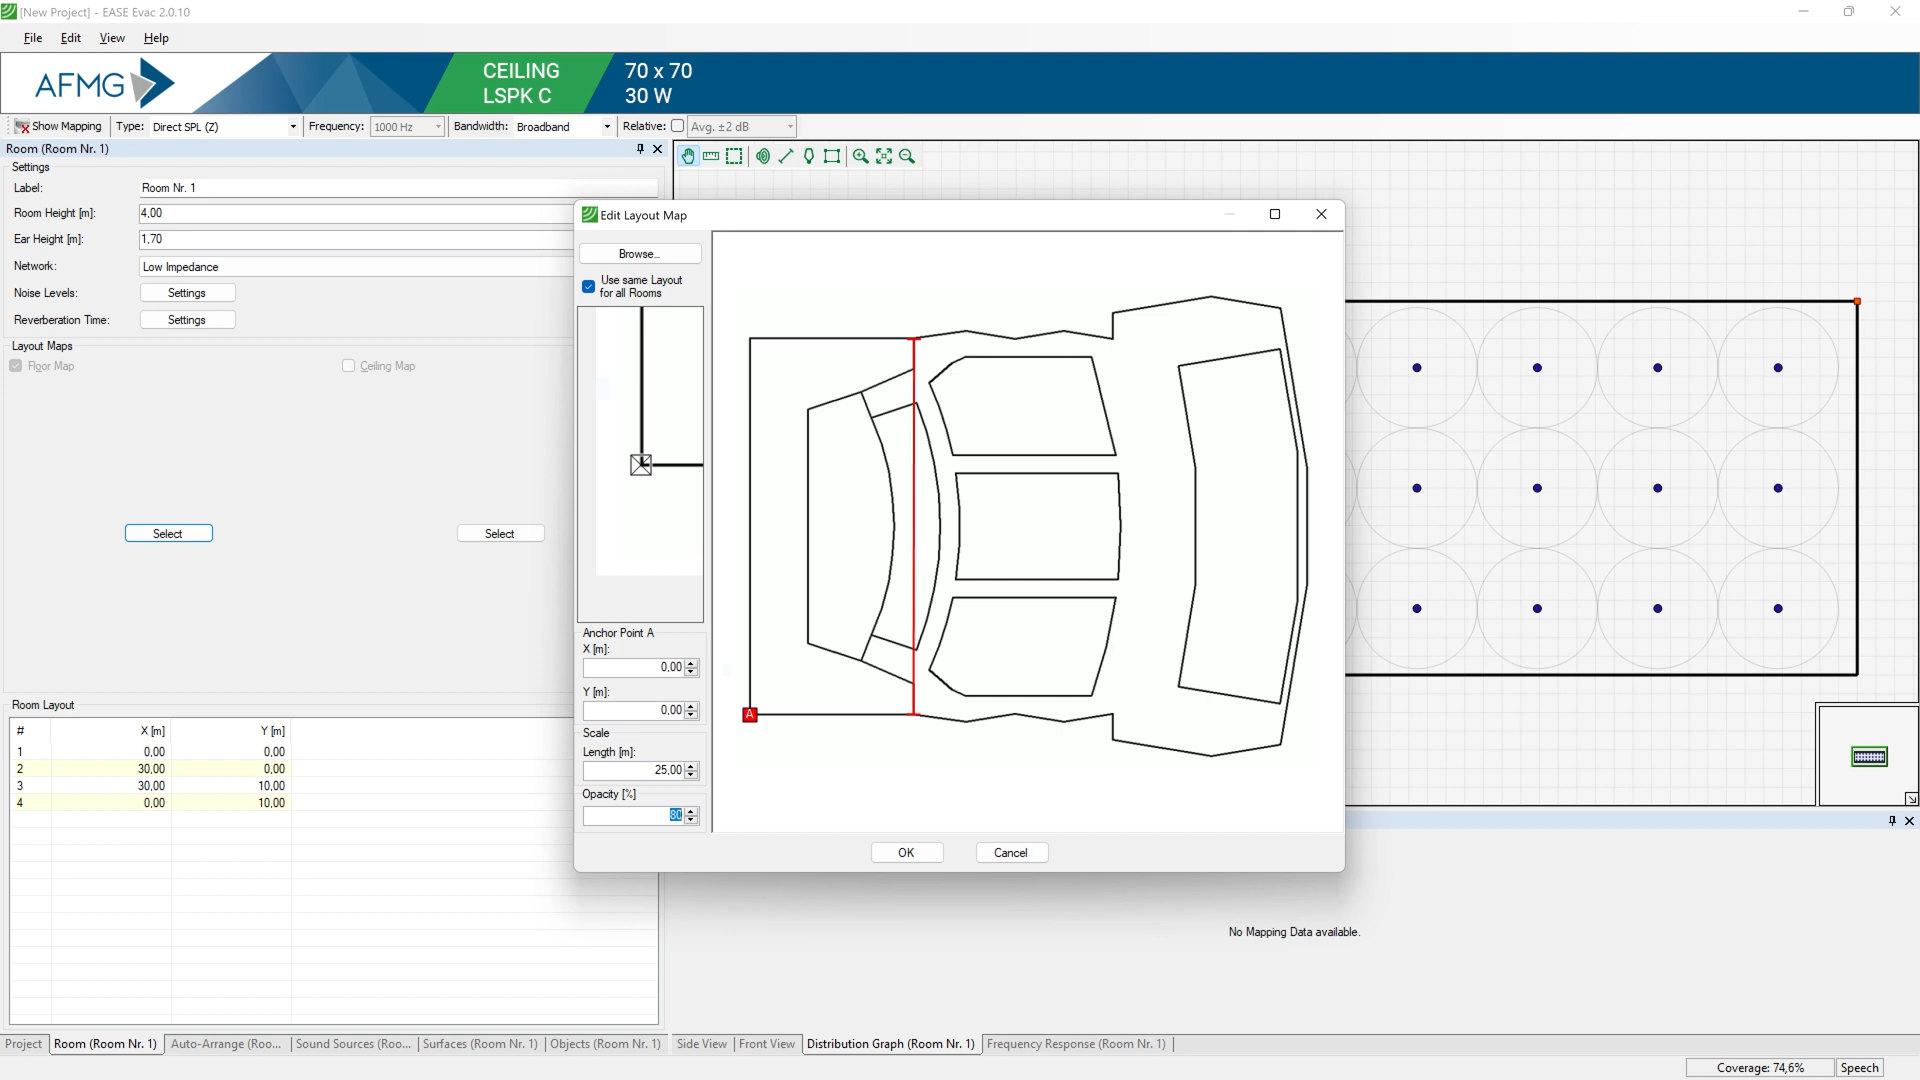 [New Project] - EASE Evac 2.0.10
File Edit View Help
AFMG
CEILING
LSPK C
70 x 70
30 W
Show Mapping Type: Direct SPL (Z) Frequency: 1000 Hz Bandwidth: Broadband Relative: Avg. ±2 dB
Room (Room Nr. 1)
Settings
Label: Room Nr. 1
Room Height [m]: 4,00
Ear Height [m]: 1,70
Network: Low Impedance
Noise Levels: Settings
Reverberation Time: Settings
Layout Maps
Floor Map Ceiling Map
Select Select
Room Layout
# X [m] Y [m]
1 0,00 0,00
2 30,00 0,00
3 30,00 10,00
4 0,00 10,00
Edit Layout Map
Browse...
Use same Layout
for all Rooms
Anchor Point A
X [m]:
0,00
Y [m]:
0,00
Scale
Length [m]:
25,00
Opacity [%]
80
A
OK Cancel
No Mapping Data available.
Project Room (Room Nr. 1) Auto-Arrange (Roo... Sound Sources (Roo... Surfaces (Room Nr. 1) Objects (Room Nr. 1) Side View Front View Distribution Graph (Room Nr. 1) Frequency Response (Room Nr. 1)
Coverage: 74,6% Speech